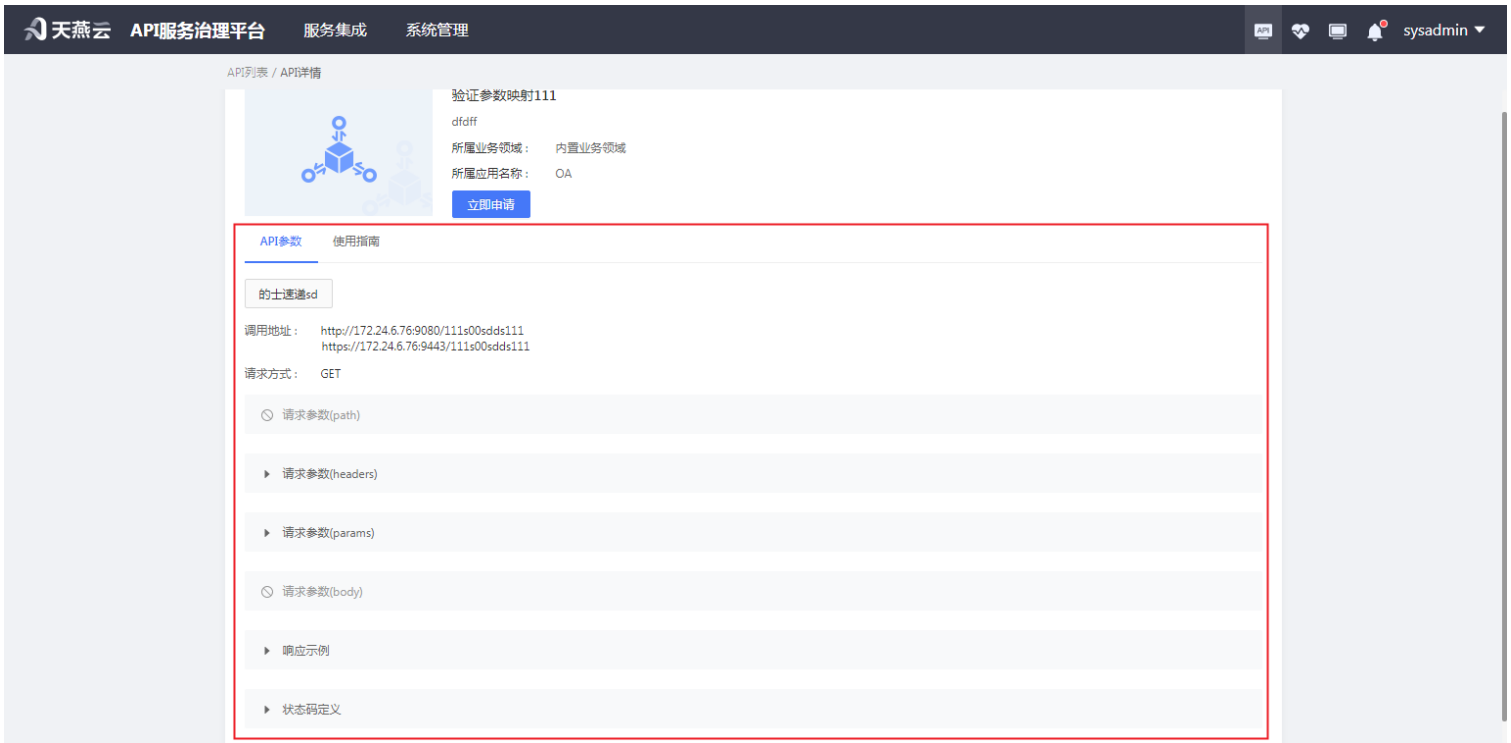 天燕云 API服务治理平台 服务集成 系统管理 API sysadmin
API列表 / API详情
验证参数映射111
dfdff
所属业务领域： 内置业务领域
所属应用名称： OA
立即申请
API参数 使用指南
的士速递sd
调用地址： http://172.24.6.76:9080/111s00sdds111
https://172.24.6.76:9443/111s00sdds111
请求方式： GET
请求参数(path)
请求参数(headers)
请求参数(params)
请求参数(body)
响应示例
状态码定义